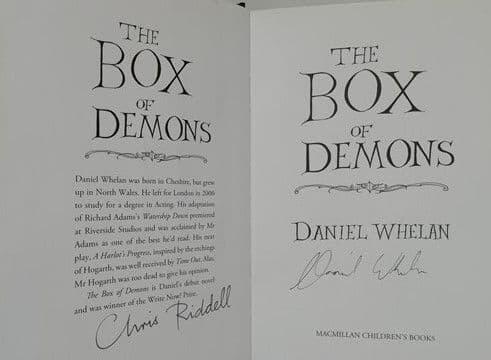 THE
BOX
OF
DEMONS
Daniel Whelan was born in Cheshire, but grew
up in North Wales. He left for London in 2006
to study for a degree in Acting. His adaptation
of Richard Adams's Watership Down premiered
at Riverside Studios and was acclaimed by Mr
Adams as one of the best he'd read. His next
play, A Harlot's Progress, inspired by the etchings
of Hogarth, was well received by Time Out. Alas,
Mr Hogarth was too dead to give his opinion.
The Box of Demons is Daniel's debut novel
and was winner of the Write Now! Prize.
Chris Riddell
THE
BOX
OF
DEMONS
DANIEL WHELAN
Daniel Whelan
MACMILLAN CHILDREN'S BOOKS